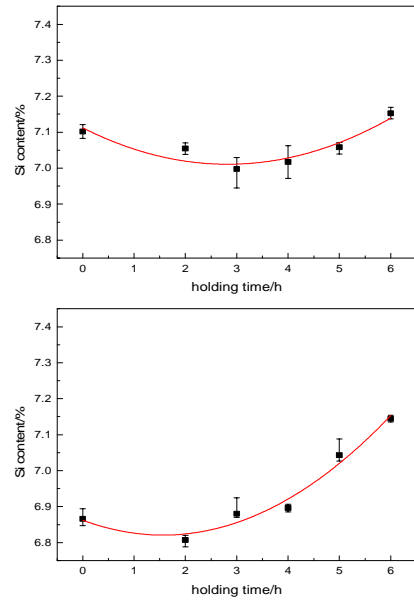 7.4
7.3
7.2
7.1
7.0
6.9
6.8
Si content/%
0 1 2 3 4 5 6
holding time/h
7.4
7.3
7.2
7.1
7.0
6.9
6.8
Si content/%
0 1 2 3 4 5 6
holding time/h